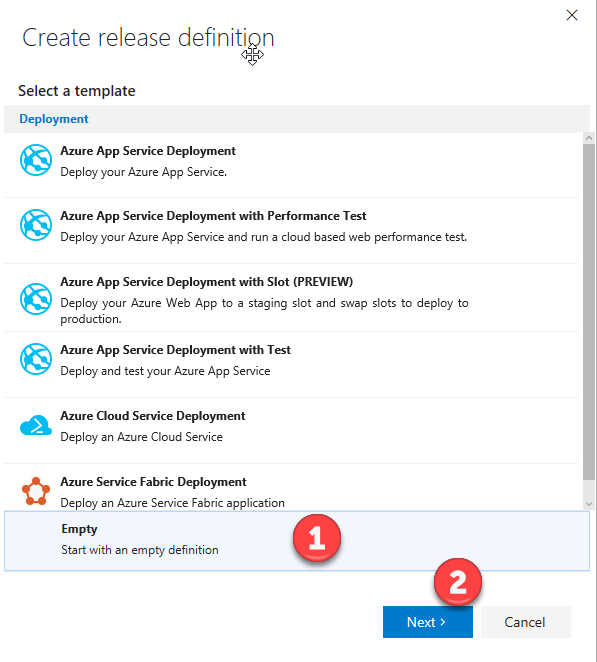 Create release definition
Select a template
Deployment
Azure App Service Deployment
Deploy your Azure App Service.
Azure App Service Deployment with Performance Test
Deploy your Azure App Service and run a cloud based web performance test.
Azure App Service Deployment with Slot (PREVIEW)
Deploy your Azure Web App to a staging slot and swap slots to deploy to
production.
Azure App Service Deployment with Test
Deploy and test your Azure App Service
Azure Cloud Service Deployment
Deploy an Azure Cloud Service
Azure Service Fabric Deployment
Deploy an Azure Service Fabric application
Empty
Start with an empty definition
1
2
Next >
Cancel